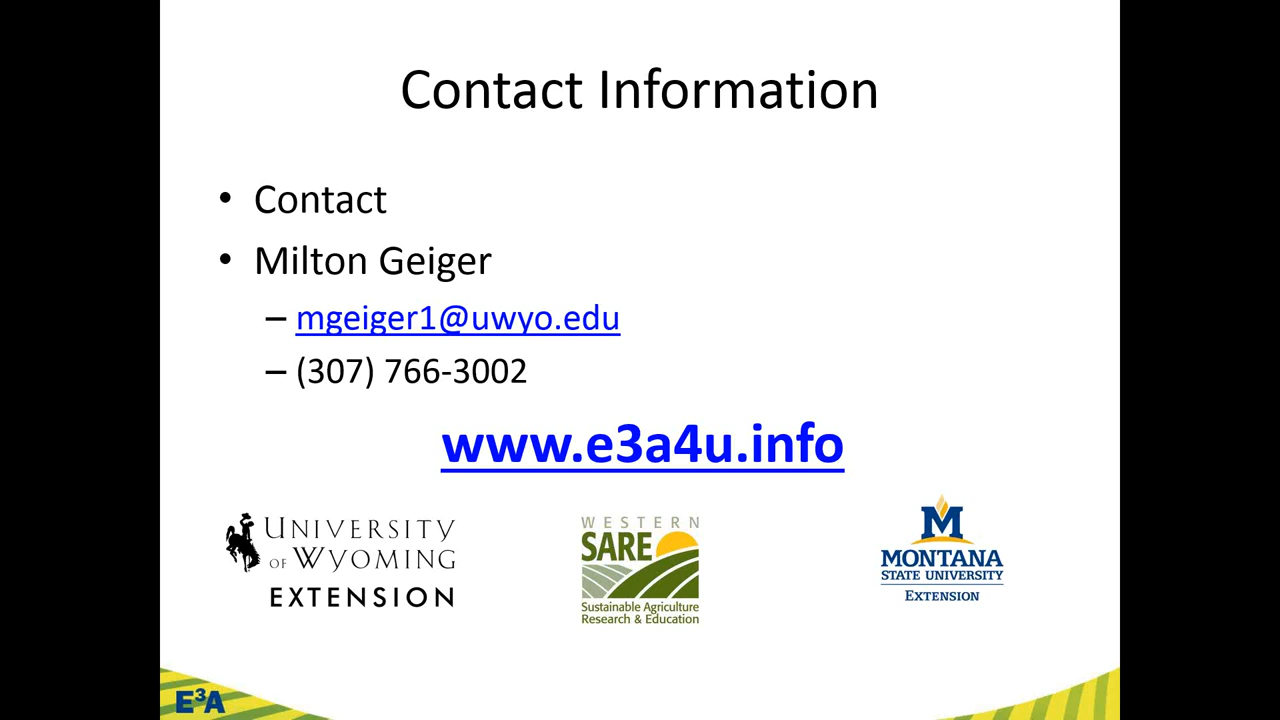 Contact Information
• Contact
• Milton Geiger
– mgeiger1@uwyo.edu
– (307) 766-3002
www.e3a4u.info
UNIVERSITY
OF WYOMING
EXTENSION
WESTERN
SARE
Sustainable Agriculture
Research & Education
M
MONTANA
STATE UNIVERSITY
EXTENSION
E³A